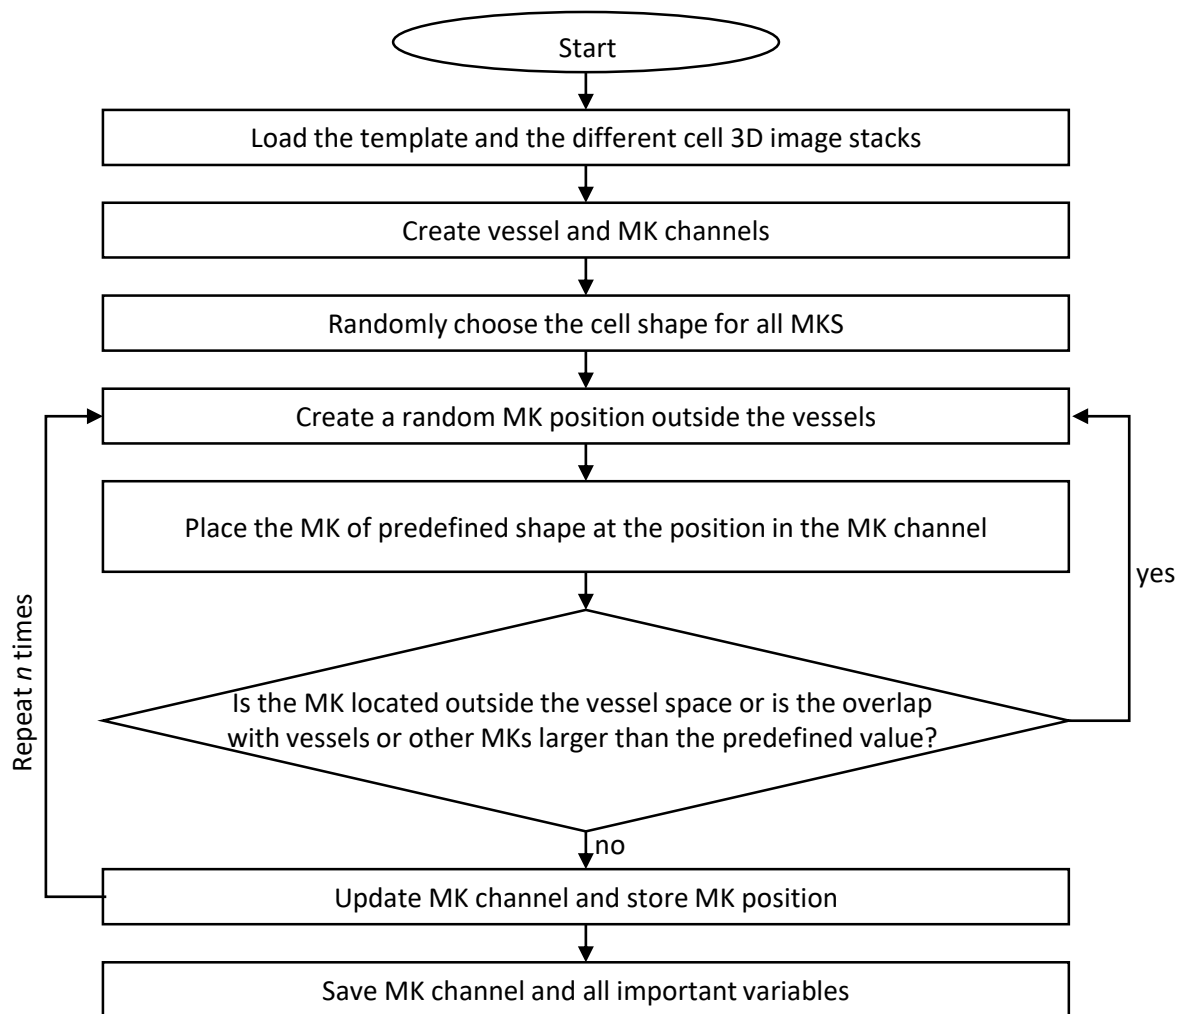 Start
Load the template and the different cell 3D image stacks
Create vessel and MK channels
Randomly choose the cell shape for all MKS
Create a random MK position outside the vessels
Place the MK of predefined shape at the position in the MK channel
yes
Repeat n times
Is the MK located outside the vessel space or is the overlap
with vessels or other MKs larger than the predefined value?
no
Update MK channel and store MK position
Save MK channel and all important variables